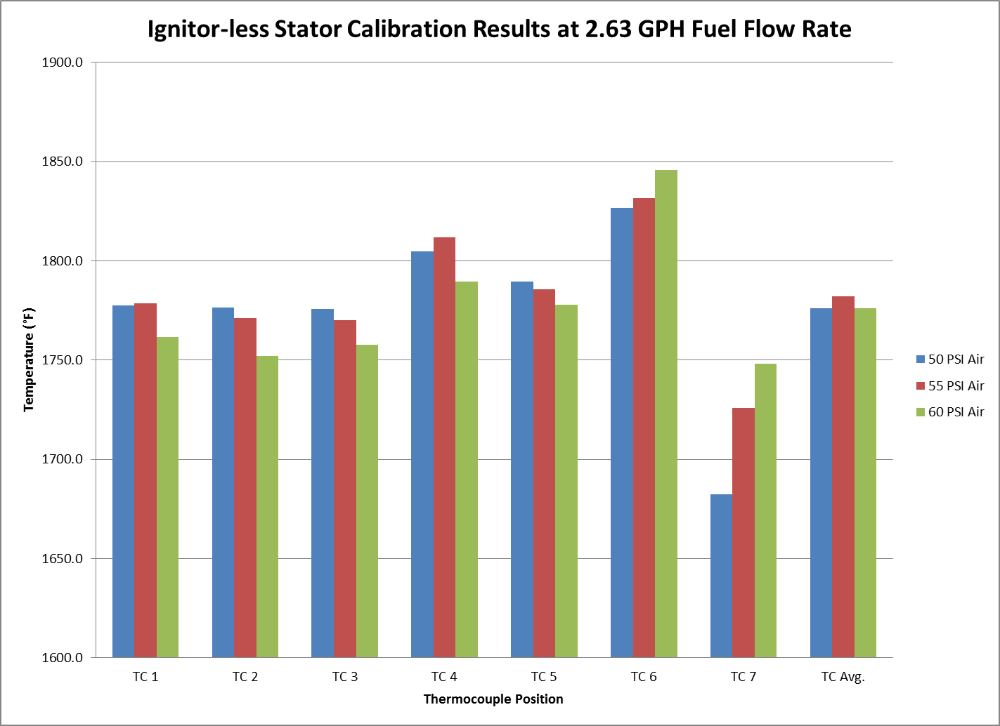 Ignitor-less Stator Calibration Results at 2.63 GPH Fuel Flow Rate
1900.0
1850.0
1800.0
1750.0
1700.0
1650.0
1600.0
Temperature (°F)
TC 1
TC 2
TC 3
TC 4
TC 5
TC 6
TC 7
TC Avg.
Thermocouple Position
50 PSI Air
55 PSI Air
60 PSI Air